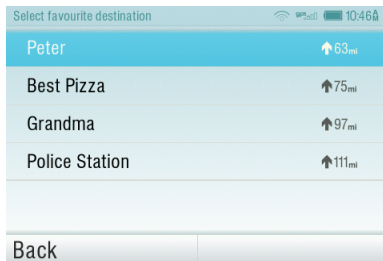 Select favourite destination 10:46
Peter 63mi
Best Pizza 75mi
Grandma 97mi
Police Station 111mi
Back